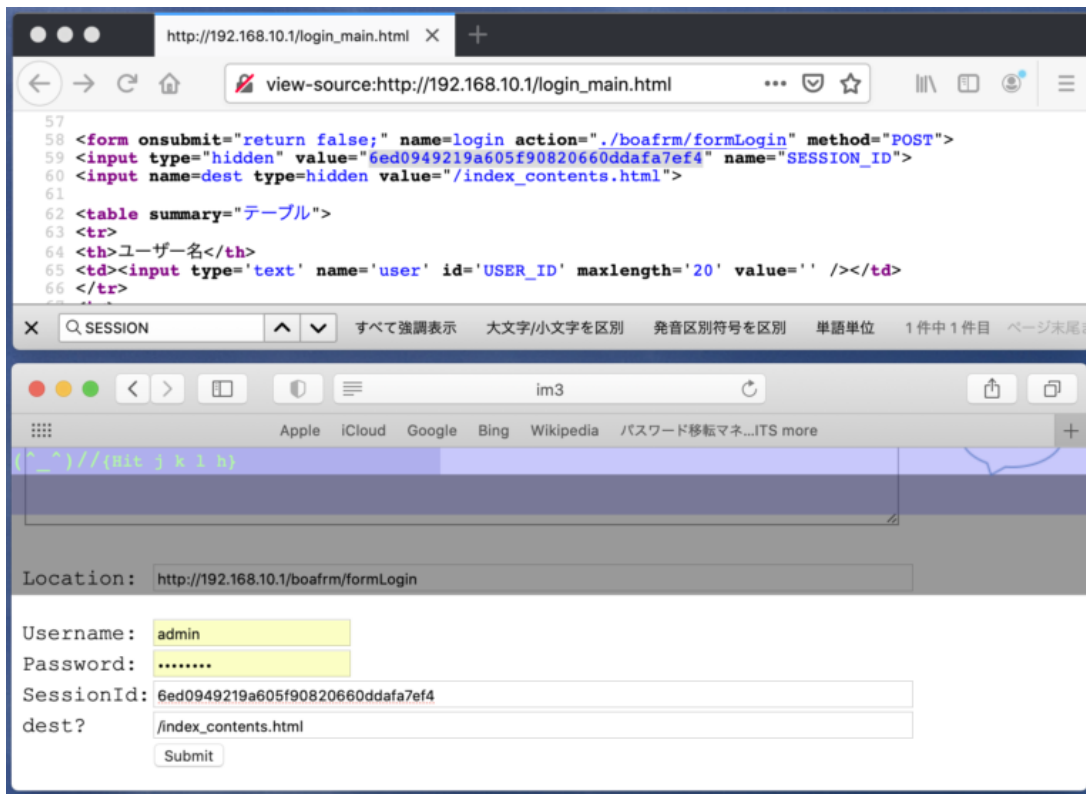 http://192.168.10.1/login_main.html
view-source:http://192.168.10.1/login_main.html
57
58 <form onsubmit="return false;" name=login action="./boafrm/formLogin" method="POST">
59 <input type="hidden" value="6ed0949219a605f90820660ddafa7ef4" name="SESSION_ID">
60 <input name=dest type=hidden value="/index_contents.html">
61
62 <table summary="テーブル">
63 <tr>
64 <th>ユーザー名</th>
65 <td><input type='text' name='user' id='USER_ID' maxlength='20' value='' /></td>
66 </tr>
SESSION すべて強調表示 大文字/小文字を区別 発音区別符号を区別 単語単位 1件中1件目 ページ末尾
im3
Apple iCloud Google Bing Wikipedia パスワード移転マネ...ITS more
(^_^)//{Hit j k l h}
Location: http://192.168.10.1/boafrm/formLogin
Username: admin
Password: ••••••••
SessionId: 6ed0949219a605f90820660ddafa7ef4
dest? /index_contents.html
Submit